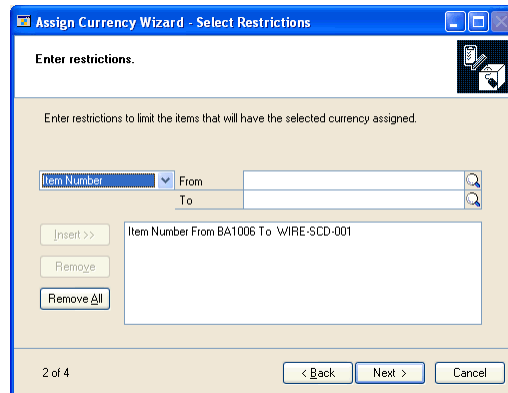 Assign Currency Wizard - Select Restrictions
Enter restrictions.
Enter restrictions to limit the items that will have the selected currency assigned.
Item Number From
To
Insert >>
Item Number From BA1006 To WIRE-SCD-001
Remove
Remove All
2 of 4 < Back Next > Cancel